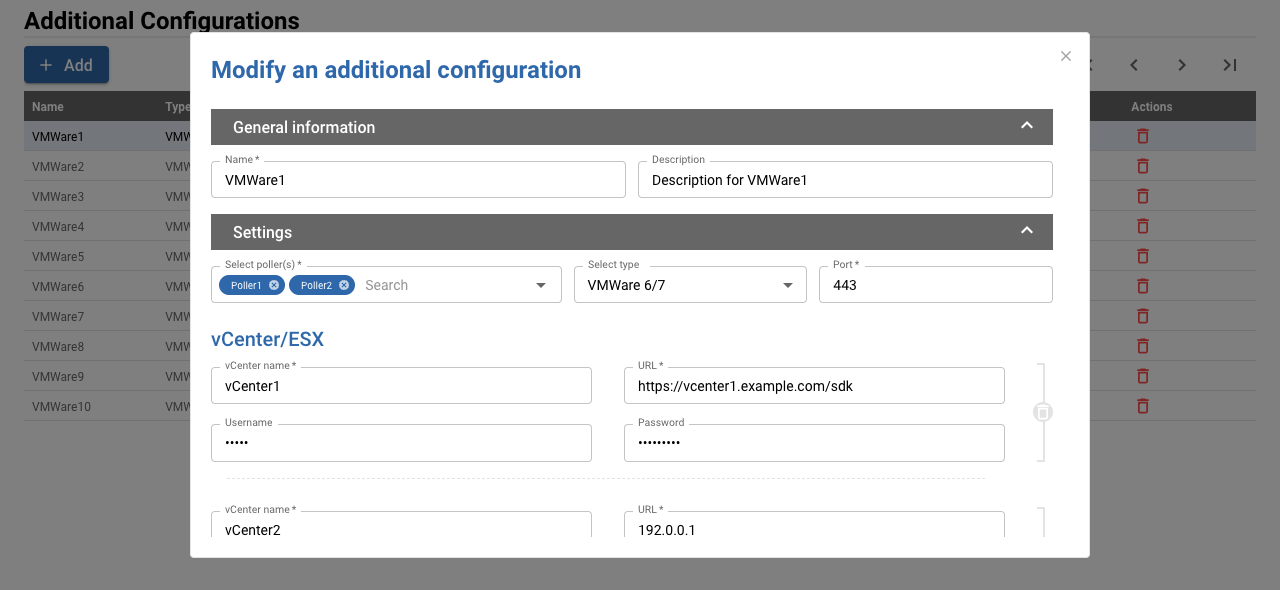 Additional Configurations
Add
Modify an additional configuration
Name
Type
Actions
General information
VMWare1
VMW
Name *
Description
VMWare1
Description for VMWare1
VMWare2
VMW
VMWare3
VMW
VMWare4
VMW
Settings
VMWare5
VMW
Select poller(s) *
Select type
Port *
Poller1
Poller2
Search
VMWare 6/7
443
VMWare6
VMW
VMWare7
VMW
vCenter/ESX
VMWare8
VMW
vCenter name *
URL *
vCenter1
https://vcenter1.example.com/sdk
VMWare9
VMW
VMWare10
VMW
Username
Password
•••••
•••••••••
vCenter name *
URL *
vCenter2
192.0.0.1